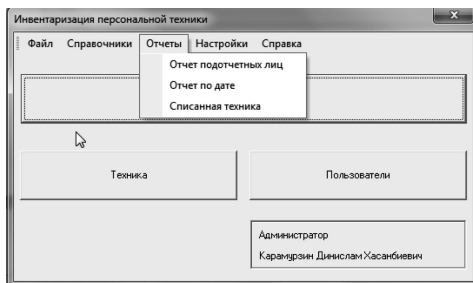 Инвентаризация персональной техники
Файл Справочники Отчеты Настройки Справка
Отчет подотчетных лиц
Отчет по дате
Списанная техника
Техника
Пользователи
Администратор
Карамурзин Динислам Хасанбиевич